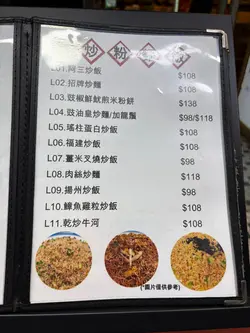 炒粉麵飯
L01.阿三炒飯 $108
L02.招牌炒麵 $108
L03.豉椒鮮魷煎米粉餅 $138
L04.豉油皇炒麵/加龍鬚 $98/$118
L05.瑤柱蛋白炒飯 $108
L06.福建炒飯 $108
L07.薑米叉燒炒飯 $98
L08.肉絲炒麵 $118
L09.揚州炒飯 $98
L10.鱆魚雞粒炒飯 $108
L11.乾炒牛河 $108
(*圖片僅供參考)